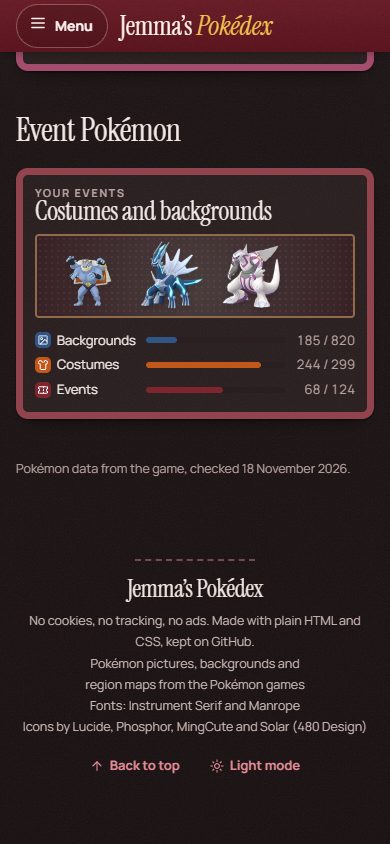 Menu
Jemma's Pokédex
Event Pokémon
YOUR EVENTS
Costumes and backgrounds
Backgrounds 185 / 820
Costumes 244 / 299
Events 68 / 124
Pokémon data from the game, checked 18 November 2026.
Jemma's Pokédex
No cookies, no tracking, no ads. Made with plain HTML and
CSS, kept on GitHub.
Pokémon pictures, backgrounds and
region maps from the Pokémon games
Fonts: Instrument Serif and Manrope
Icons by Lucide, Phosphor, MingCute and Solar (480 Design)
Back to top
Light mode